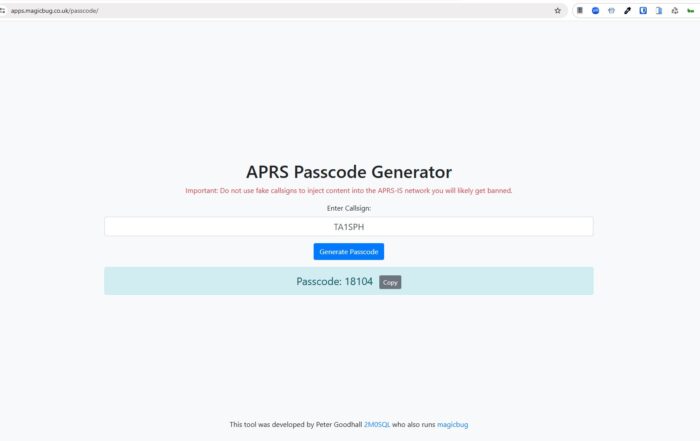 apps.magicbug.co.uk/passcode/
APRS Passcode Generator
Important: Do not use fake callsigns to inject content into the APRS-IS network you will likely get banned.
Enter Callsign:
TA1SPH
Generate Passcode
Passcode: 18104 Copy
This tool was developed by Peter Goodhall 2M0SQL who also runs magicbug